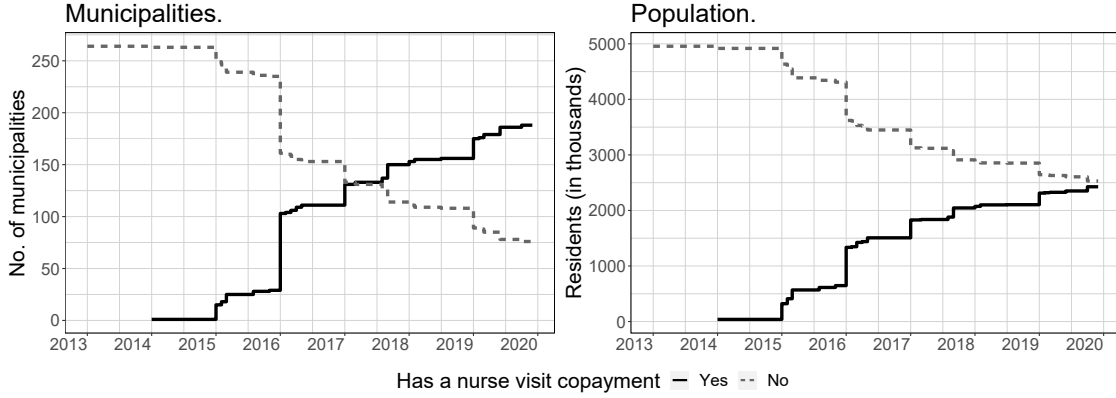 Municipalities.
No. of municipalities
250
200
150
100
50
0
2013 2014 2015 2016 2017 2018 2019 2020
Population.
Residents (in thousands)
5000
4000
3000
2000
1000
0
2013 2014 2015 2016 2017 2018 2019 2020
Has a nurse visit copayment Yes No